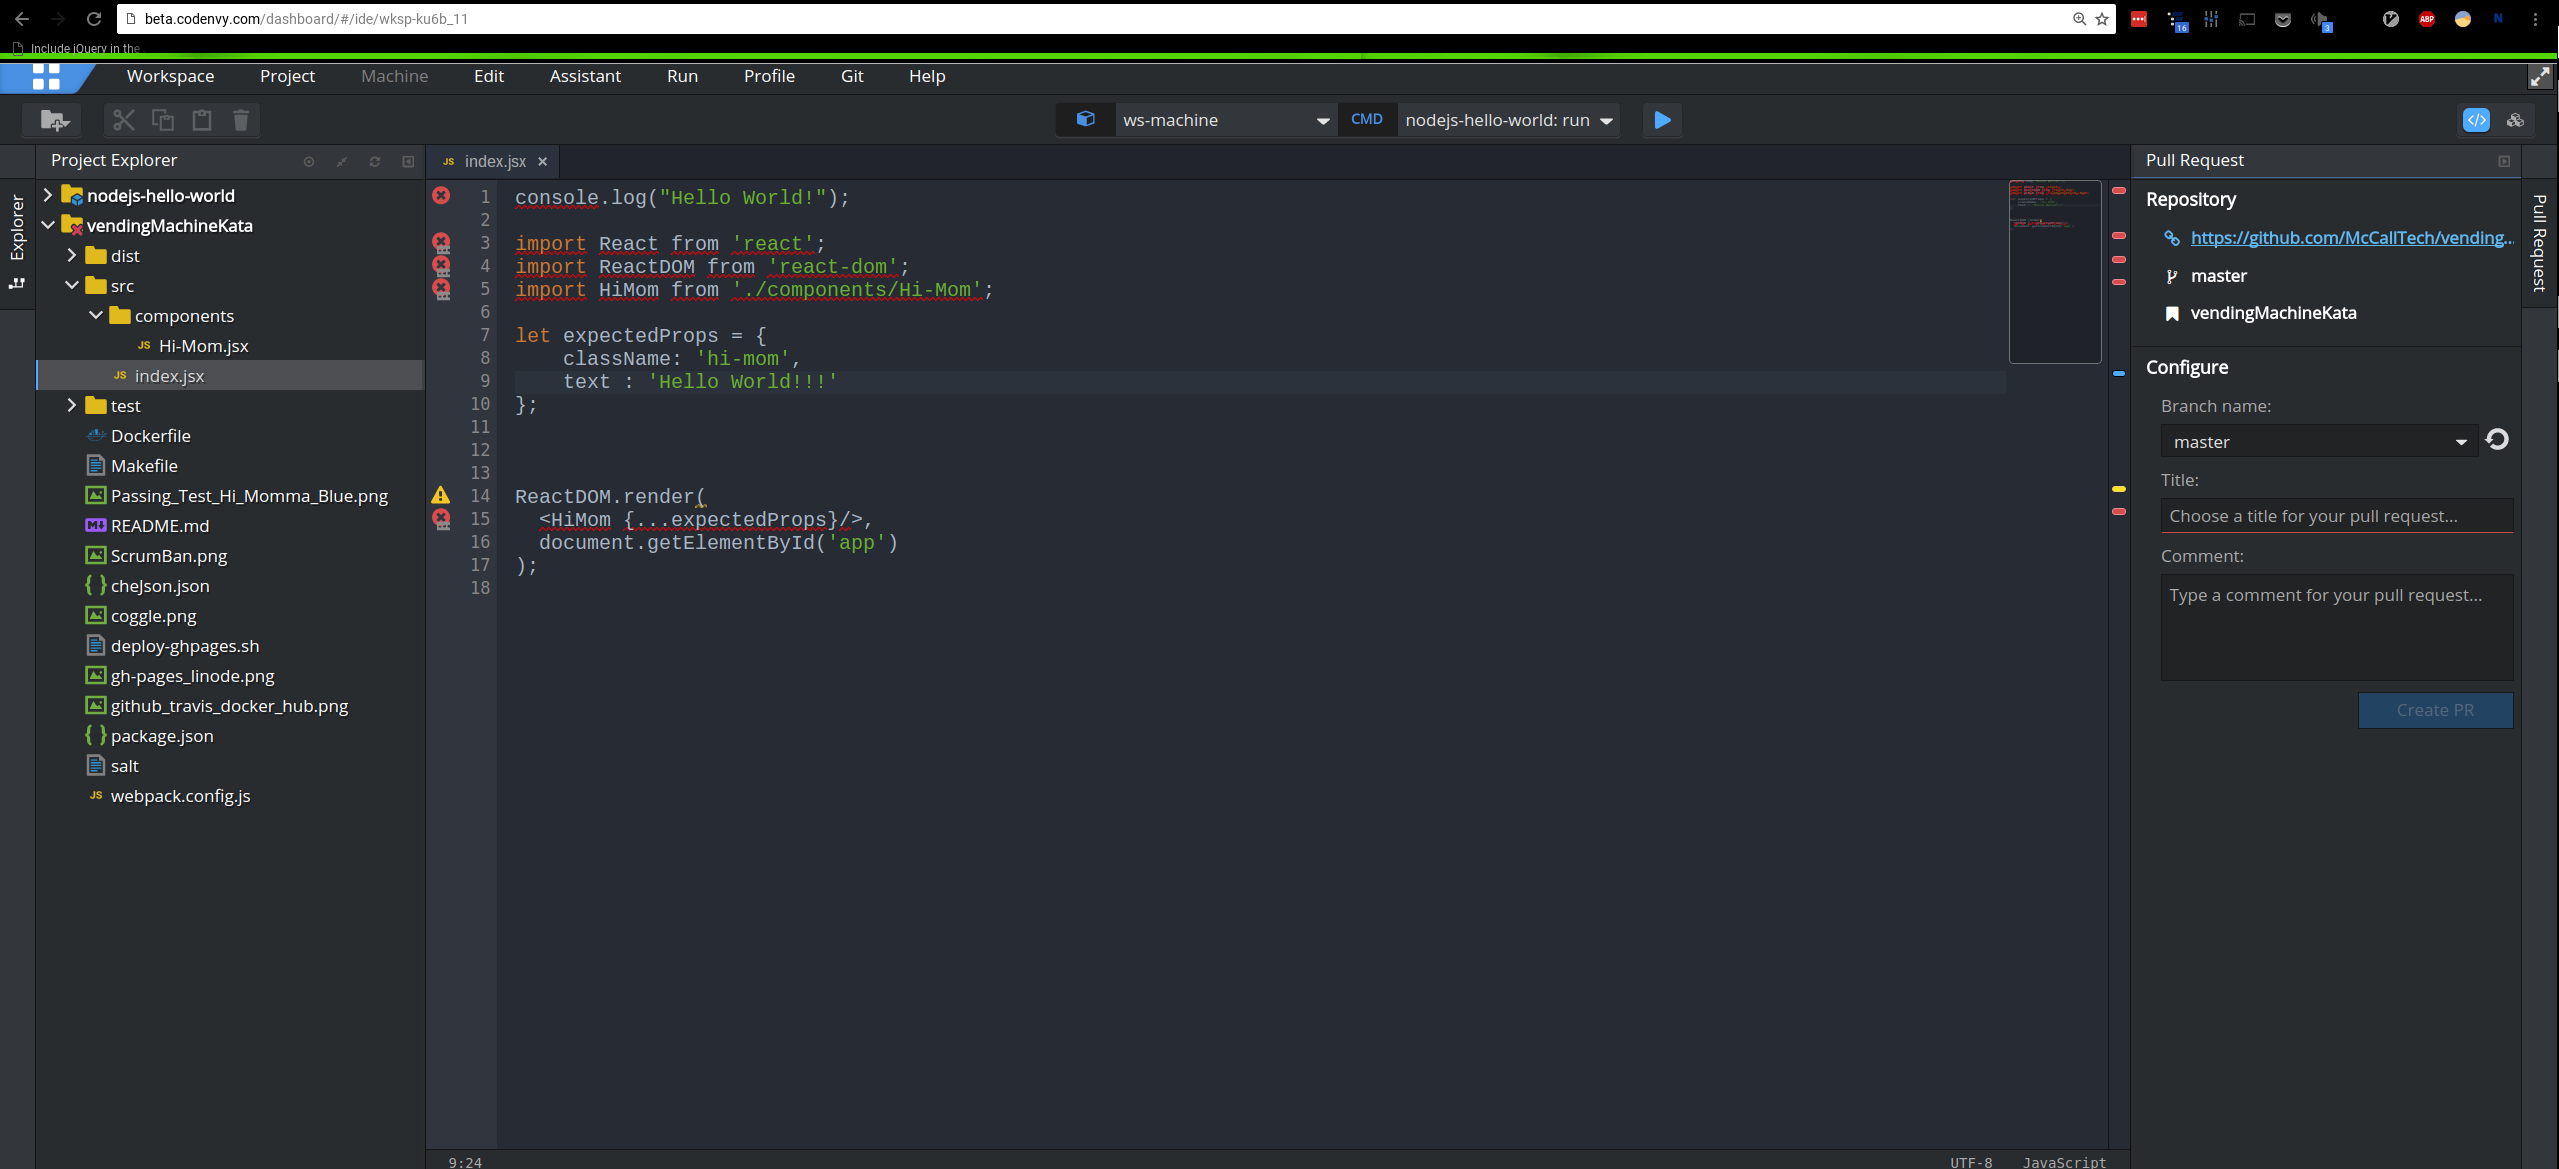 beta.codenvy.com/dashboard/#/ide/wksp-ku6b_11
Include jQuery in the
16
3
ABP
N
Workspace Project Machine Edit Assistant Run Profile Git Help
ws-machine CMD nodejs-hello-world: run
Explorer
Project Explorer
nodejs-hello-world
vendingMachineKata
dist
src
components
JS Hi-Mom.jsx
JS index.jsx
test
Dockerfile
Makefile
Passing_Test_Hi_Momma_Blue.png
README.md
ScrumBan.png
cheJson.json
coggle.png
deploy-ghpages.sh
gh-pages_linode.png
github_travis_docker_hub.png
package.json
salt
JS webpack.config.js
JS index.jsx
1 console.log("Hello World!");
2
3 import React from 'react';
4 import ReactDOM from 'react-dom';
5 import HiMom from './components/Hi-Mom';
6
7 let expectedProps = {
8 className: 'hi-mom',
9 text : 'Hello World!!!'
10 };
11
12
13
14 ReactDOM.render(
15 <HiMom {...expectedProps}/>,
16 document.getElementById('app')
17 );
18
9:24 UTF-8 JavaScript
Pull Request
Repository
https://github.com/McCallTech/vending...
master
vendingMachineKata
Configure
Branch name:
master
Title:
Choose a title for your pull request...
Comment:
Type a comment for your pull request...
Create PR
Pull Request